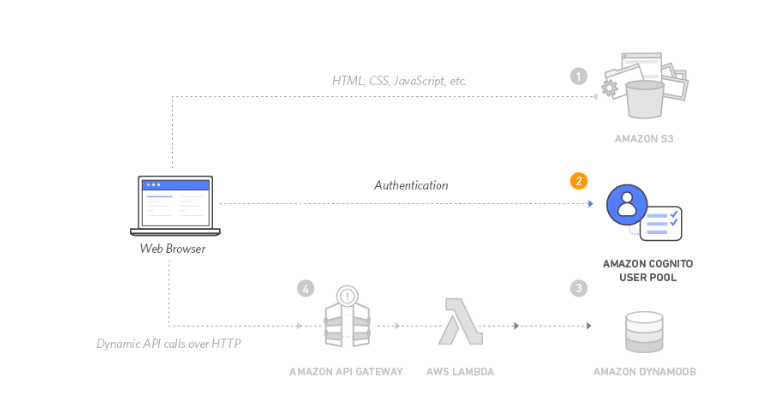 1
HTML, CSS, JavaScript, etc.
AMAZON S3
Authentication
2
Web Browser
AMAZON COGNITO
USER POOL
4
3
Dynamic API calls over HTTP
AMAZON API GATEWAY
AWS LAMBDA
AMAZON DYNAMODB